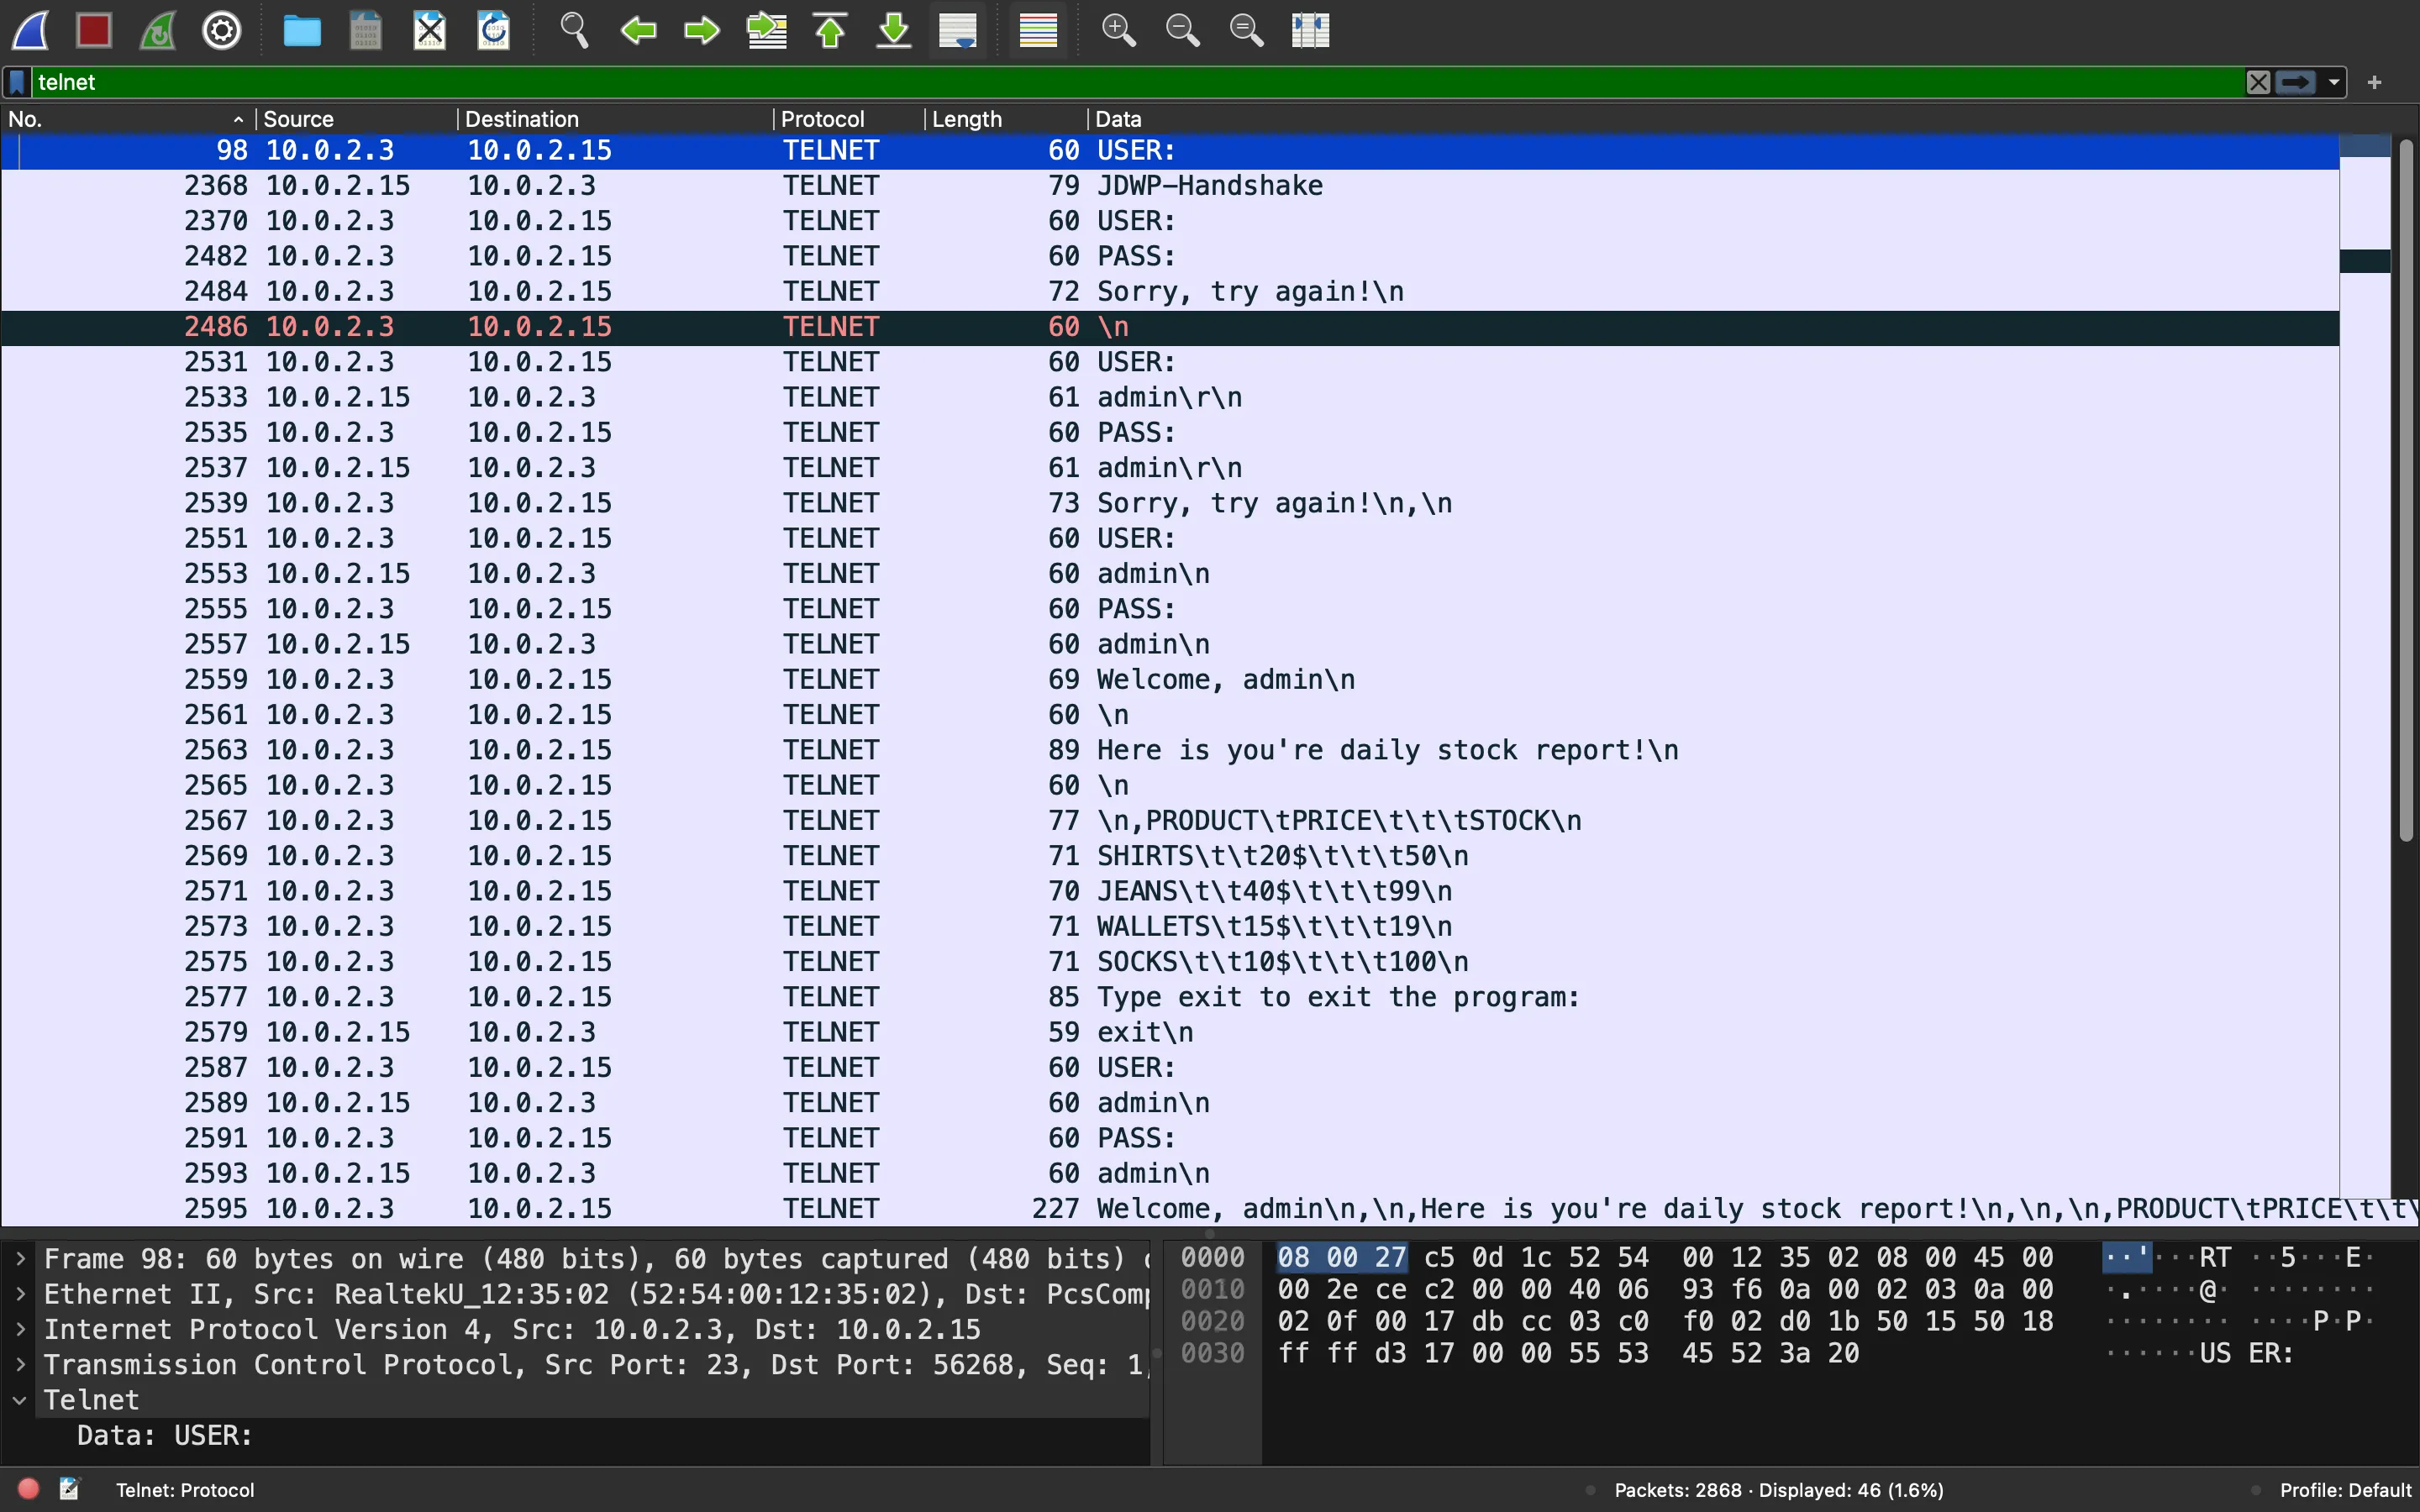 telnet
No. Source Destination Protocol Length Data
98 10.0.2.3 10.0.2.15 TELNET 60 USER:
2368 10.0.2.15 10.0.2.3 TELNET 79 JDWP-Handshake
2370 10.0.2.3 10.0.2.15 TELNET 60 USER:
2482 10.0.2.3 10.0.2.15 TELNET 60 PASS:
2484 10.0.2.3 10.0.2.15 TELNET 72 Sorry, try again!\n
2486 10.0.2.3 10.0.2.15 TELNET 60 \n
2531 10.0.2.3 10.0.2.15 TELNET 60 USER:
2533 10.0.2.15 10.0.2.3 TELNET 61 admin\r\n
2535 10.0.2.3 10.0.2.15 TELNET 60 PASS:
2537 10.0.2.15 10.0.2.3 TELNET 61 admin\r\n
2539 10.0.2.3 10.0.2.15 TELNET 73 Sorry, try again!\n,\n
2551 10.0.2.3 10.0.2.15 TELNET 60 USER:
2553 10.0.2.15 10.0.2.3 TELNET 60 admin\n
2555 10.0.2.3 10.0.2.15 TELNET 60 PASS:
2557 10.0.2.15 10.0.2.3 TELNET 60 admin\n
2559 10.0.2.3 10.0.2.15 TELNET 69 Welcome, admin\n
2561 10.0.2.3 10.0.2.15 TELNET 60 \n
2563 10.0.2.3 10.0.2.15 TELNET 89 Here is you're daily stock report!\n
2565 10.0.2.3 10.0.2.15 TELNET 60 \n
2567 10.0.2.3 10.0.2.15 TELNET 77 \n,PRODUCT\tPRICE\t\t\tSTOCK\n
2569 10.0.2.3 10.0.2.15 TELNET 71 SHIRTS\t\t20$\t\t\t50\n
2571 10.0.2.3 10.0.2.15 TELNET 70 JEANS\t\t40$\t\t\t99\n
2573 10.0.2.3 10.0.2.15 TELNET 71 WALLETS\t15$\t\t\t19\n
2575 10.0.2.3 10.0.2.15 TELNET 71 SOCKS\t\t10$\t\t\t100\n
2577 10.0.2.3 10.0.2.15 TELNET 85 Type exit to exit the program:
2579 10.0.2.15 10.0.2.3 TELNET 59 exit\n
2587 10.0.2.3 10.0.2.15 TELNET 60 USER:
2589 10.0.2.15 10.0.2.3 TELNET 60 admin\n
2591 10.0.2.3 10.0.2.15 TELNET 60 PASS:
2593 10.0.2.15 10.0.2.3 TELNET 60 admin\n
2595 10.0.2.3 10.0.2.15 TELNET 227 Welcome, admin\n,\n,Here is you're daily stock report!\n,\n,\n,PRODUCT\tPRICE\t\t\
Frame 98: 60 bytes on wire (480 bits), 60 bytes captured (480 bits)
Ethernet II, Src: RealtekU_12:35:02 (52:54:00:12:35:02), Dst: PcsComp
Internet Protocol Version 4, Src: 10.0.2.3, Dst: 10.0.2.15
Transmission Control Protocol, Src Port: 23, Dst Port: 56268, Seq: 1,
Telnet
Data: USER:
0000 08 00 27 c5 0d 1c 52 54 00 12 35 02 08 00 45 00 ··'···RT ··5···E·
0010 00 2e ce c2 00 00 40 06 93 f6 0a 00 02 03 0a 00 ·.····@· ········
0020 02 0f 00 17 db cc 03 c0 f0 02 d0 1b 50 15 50 18 ········ ····P·P·
0030 ff ff d3 17 00 00 55 53 45 52 3a 20 ······US ER:
Telnet: Protocol
Packets: 2868 · Displayed: 46 (1.6%)
Profile: Default